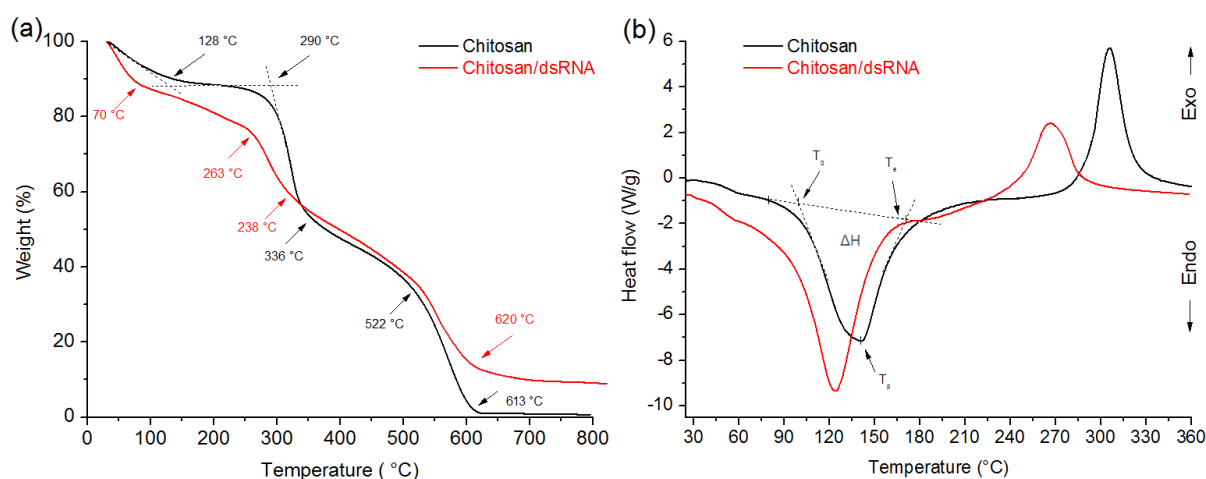 (a)
Chitosan
Chitosan/dsRNA
128 °C
290 °C
70 °C
263 °C
238 °C
336 °C
522 °C
620 °C
613 °C
100
80
60
40
20
0
Weight (%)
0 100 200 300 400 500 600 700 800
Temperature ( °C)
(b)
Chitosan
Chitosan/dsRNA
Exo
Endo
T0
Te
ΔH
Tp
6
4
2
0
-2
-4
-6
-8
-10
Heat flow (W/g)
30 60 90 120 150 180 210 240 270 300 330 360
Temperature (°C)